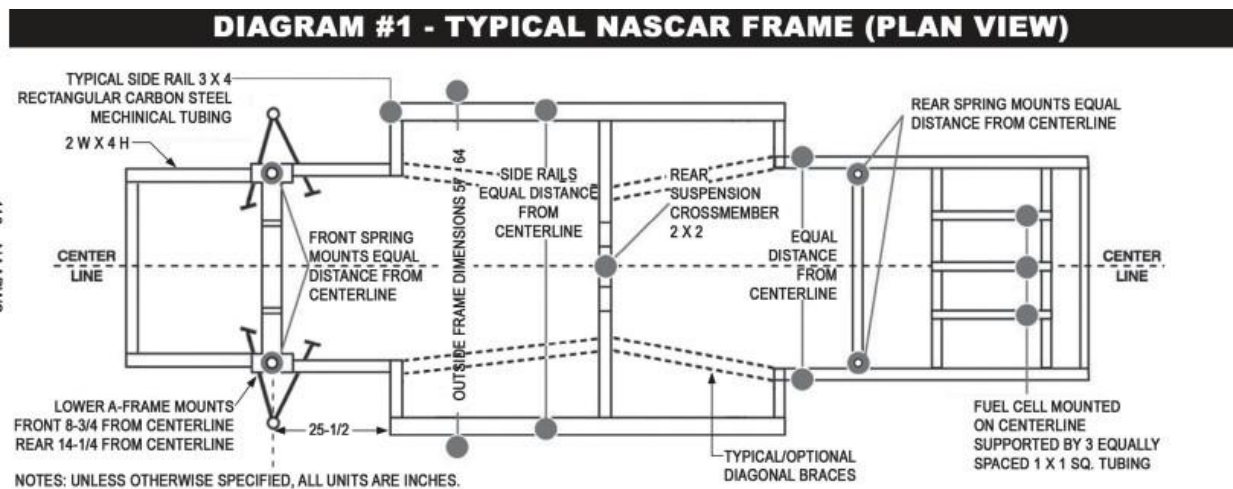 DIAGRAM #1 - TYPICAL NASCAR FRAME (PLAN VIEW)
TYPICAL SIDE RAIL 3 X 4
RECTANGULAR CARBON STEEL
MECHINICAL TUBING
2 W X 4 H
CENTER
LINE
FRONT SPRING
MOUNTS EQUAL
DISTANCE FROM
CENTERLINE
LOWER A-FRAME MOUNTS
FRONT 8-3/4 FROM CENTERLINE
REAR 14-1/4 FROM CENTERLINE
25-1/2
OUTSIDE FRAME DIMENSIONS 57 64
SIDE RAILS
EQUAL DISTANCE
FROM
CENTERLINE
REAR
SUSPENSION
CROSSMEMBER
2 X 2
EQUAL
DISTANCE
FROM
CENTERLINE
TYPICAL/OPTIONAL
DIAGONAL BRACES
REAR SPRING MOUNTS EQUAL
DISTANCE FROM CENTERLINE
CENTER
LINE
FUEL CELL MOUNTED
ON CENTERLINE
SUPPORTED BY 3 EQUALLY
SPACED 1 X 1 SQ. TUBING
NOTES: UNLESS OTHERWISE SPECIFIED, ALL UNITS ARE INCHES.